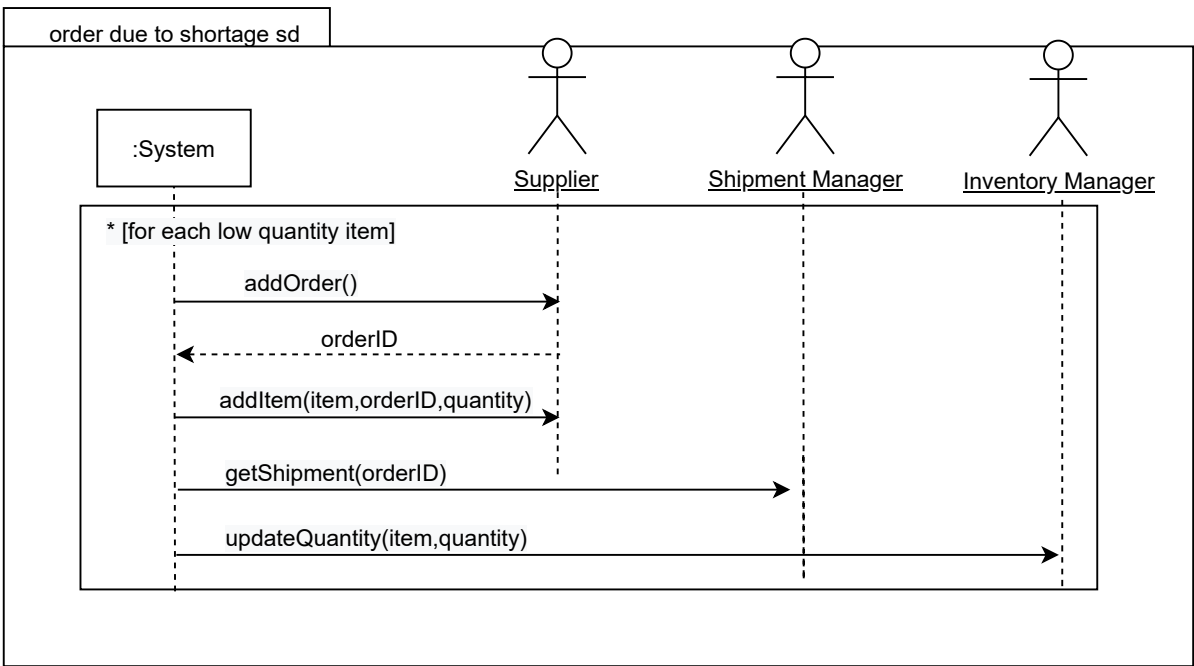 order due to shortage sd
:System
Supplier
Shipment Manager
Inventory Manager
* [for each low quantity item]
addOrder()
orderID
addItem(item,orderID,quantity)
getShipment(orderID)
updateQuantity(item,quantity)